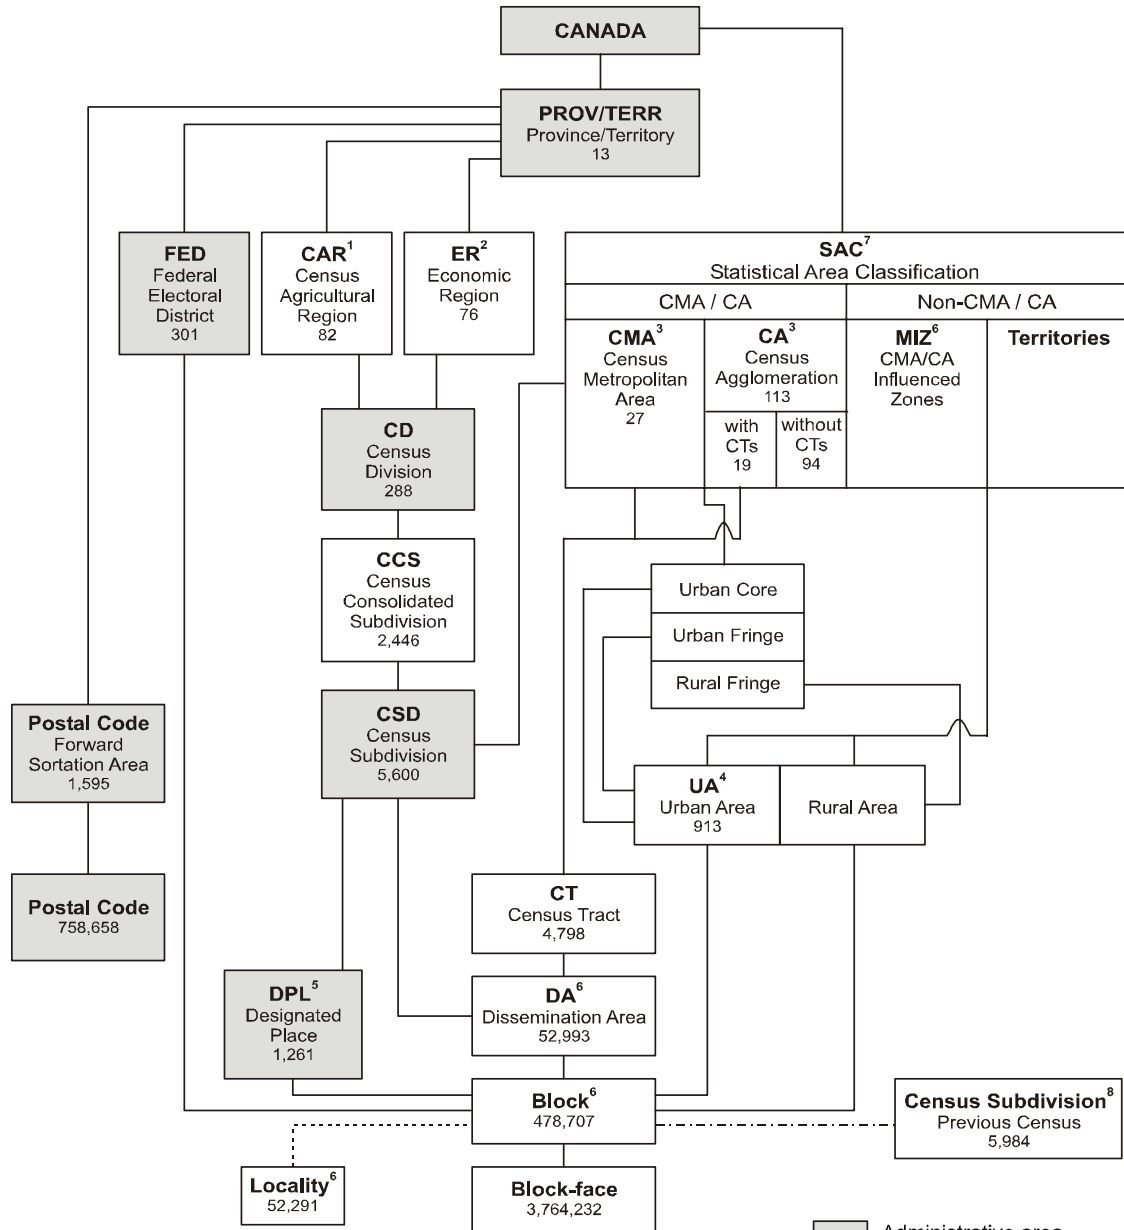 CANADA
PROV/TERR
Province/Territory
13
FED
Federal
Electoral
District
301
CAR1
Census
Agricultural
Region
82
ER2
Economic
Region
76
SAC7
Statistical Area Classification
CMA / CA
Non-CMA / CA
CMA3
Census
Metropolitan
Area
27
CA3
Census
Agglomeration
113
with
CTs
19
without
CTs
94
MIZ6
CMA/CA
Influenced
Zones
Territories
CD
Census
Division
288
CCS
Census
Consolidated
Subdivision
2,446
Urban Core
Urban Fringe
Rural Fringe
CSD
Census
Subdivision
5,600
Postal Code
Forward
Sortation Area
1,595
UA4
Urban Area
913
Rural Area
Postal Code
758,658
CT
Census Tract
4,798
DPL5
Designated
Place
1,261
DA6
Dissemination Area
52,993
Block6
478,707
Census Subdivision8
Previous Census
5,984
Locality6
52,291
Block-face
3,764,232
Administrative area